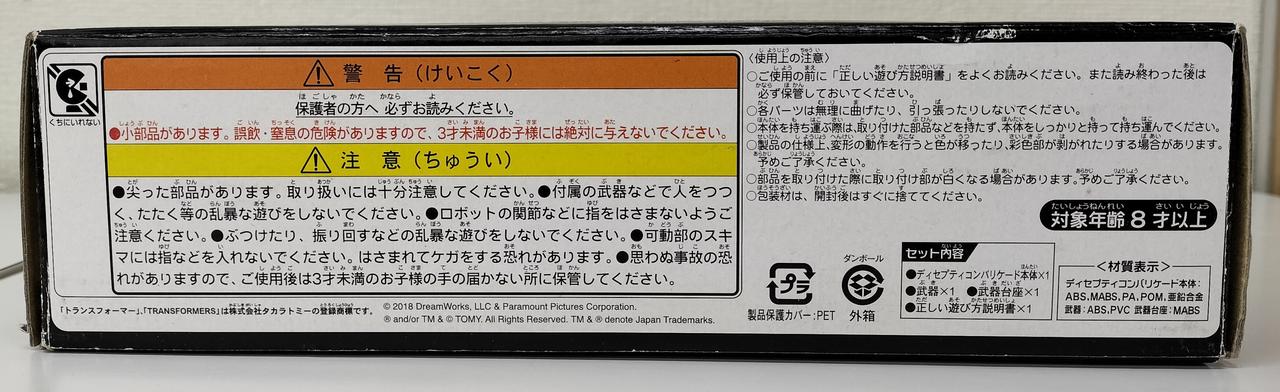 くちにいれない
警告（けいこく）
保護者の方へ 必ずお読みください。
●小部品があります。誤飲・窒息の危険がありますので、3才未満のお子様には絶対に与えないでください。
注意（ちゅうい）
●尖った部品があります。取り扱いには十分注意してください。●付属の武器などで人をつつ
く、たたく等の乱暴な遊びをしないでください。●ロボットの関節などに指をはさまないようご
注意ください。●ぶつけたり、振り回すなどの乱暴な遊びをしないでください。●可動部のスキ
マには指などを入れないでください。はさまれてケガをする恐れがあります。●思わぬ事故の恐
れがありますので、ご使用後は3才未満のお子様の手の届かない所に保管してください。
「トランスフォーマー」、「TRANSFORMERS」は株式会社タカラトミーの登録商標です。
© 2018 DreamWorks, LLC & Paramount Pictures Corporation.
® and/or TM & © TOMY. All Rights Reserved. TM & ® denote Japan Trademarks.
〈使用上の注意〉
○ご使用の前に「正しい遊び方説明書」をよくお読みください。また読み終わった後は
必ず保管しておいてください。
○各パーツは無理に曲げたり、引っ張ったりしないでください。
○本体を持ち運ぶ際は、取り付けた部品などを持たず、本体をしっかりと持って持ち運んでください。
○製品の仕様上、変形の動作を行うと色が移ったり、彩色部が剥がれたりする場合があります。
予めご了承ください。
○部品を取り付けた際に取り付け部が白くなる場合があります。予めご了承ください。
○包装材は、開封後はすぐに捨ててください。
対象年齢 8 才以上
プラ
製品保護カバー：PET
ダンボール
外箱
セット内容
●ディセプティコンバリケード本体×1
●武器×1 ●武器台座×1
●正しい遊び方説明書×1
＜材質表示＞
ディセプティコンバリケード本体：
ABS,MABS,PA,POM,亜鉛合金
武器：ABS,PVC 武器台座：MABS